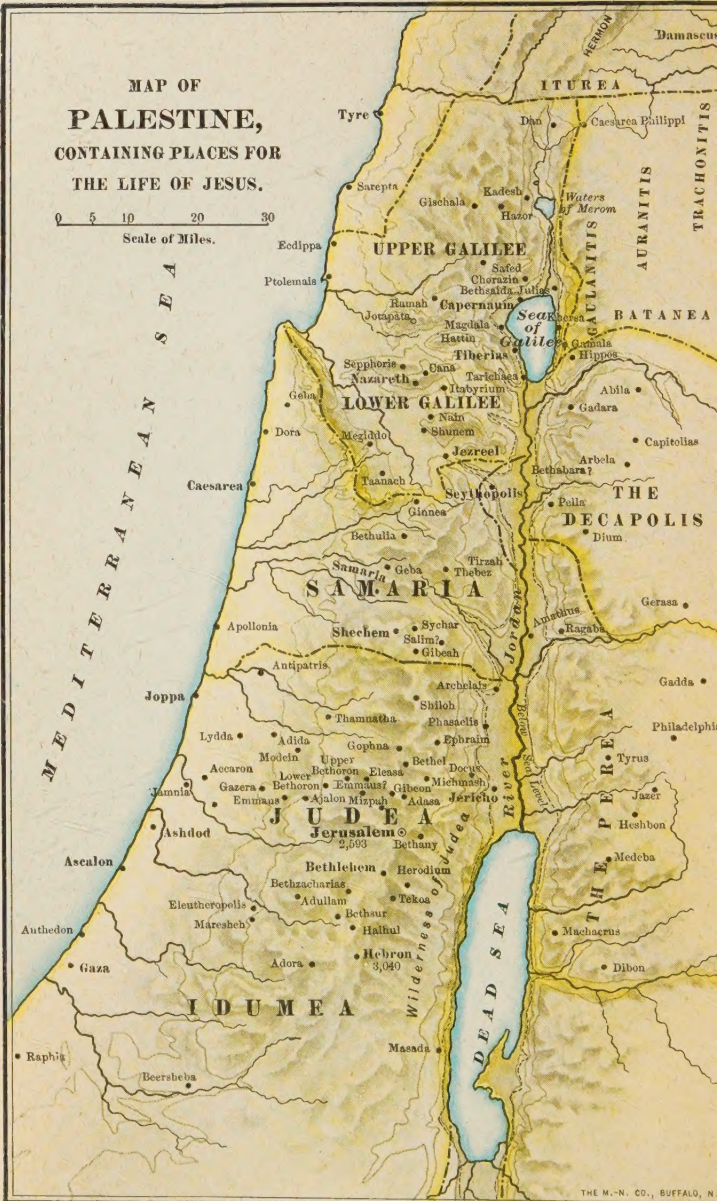 MAP OF
PALESTINE,
CONTAINING PLACES FOR
THE LIFE OF JESUS.
0 5 10 20 30
Scale of Miles.
MEDITERRANEAN SEA
HERMON
Damascus
ITUREA
Tyre
Dan
Caesarea Philippi
TRACHONITIS
AURANITIS
GAULANITIS
BATANEA
Sarepta
Kadesh
Gischala
Hazor
Waters
of Merom
Ecdippa
UPPER GALILEE
Safed
Ptolemais
Chorazin
Bethsaida Julias
Ramah
Capernaum
Jotapata
Sea
of
Galilee
Khersa
Magdala
Hattin
Gamala
Tiberias
Hippos
Sepphoris
Cana
Nazareth
Tarichaea
Itabyrium
Abila
LOWER GALILEE
Geba
Gadara
Nain
Dora
Shunem
Megiddo
Capitolias
Jezreel
Arbela
Bethabara?
Taanach
Caesarea
Scythopolis
THE
DECAPOLIS
Pella
Ginnea
Dium
Bethulia
Tirzah
Samaria
Geba
Thebez
SAMARIA
Gerasa
Amathus
Ragaba
Apollonia
Sychar
Shechem
Salim?
Gibeah
River Jordan
Below Sea Level
Antipatris
Archelais
Gadda
Joppa
Shiloh
Thamnatha
Phasaelis
Philadelphia
Lydda
Adida
Ephraim
Gophna
Modein
Tyrus
THE PEREA
Upper
Bethoron
Bethel
Docus
Accaron
Eleasa
Michmash
Lower
Bethoron
Emmaus?
Gibeon
Gazera
Jazer
Jamnia
Emmaus
Ajalon
Mizpah
Adasa
Jericho
JUDEA
Heshbon
Ashdod
Jerusalem
2,593
Bethany
Medeba
Ascalon
Bethlehem
Herodium
Bethzacharias
Adullam
Tekoa
Eleutheropolis
Bethsur
Maresheh
Halhul
Wilderness of Judea
Anthedon
Machaerus
Hebron
3,040
Gaza
Adora
Dibon
IDUMEA
DEAD SEA
Masada
Raphia
Beersheba
THE M.-N. CO., BUFFALO, N